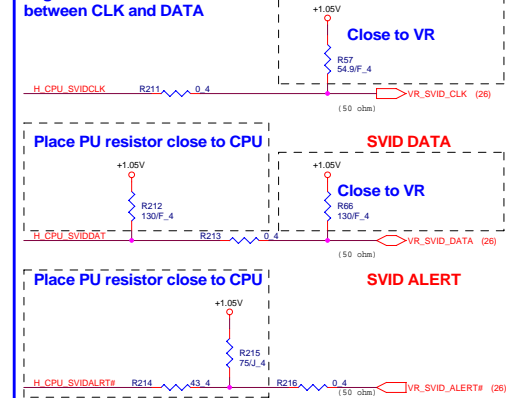 between CLK and DATA
+1.05V
Close to VR
R57
54.9/F_4
H_CPU_SVIDCLK R211 0_4 VR_SVID_CLK (26)
(50 ohm)
Place PU resistor close to CPU SVID DATA
+1.05V +1.05V
Close to VR
R212 R66
130/F_4 130/F_4
H_CPU_SVIDDAT R213 0_4 VR_SVID_DATA (26)
(50 ohm)
Place PU resistor close to CPU SVID ALERT
+1.05V
R215
75/J_4
H_CPU_SVIDALRT# R214 43_4 R216 0_4 VR_SVID_ALERT# (26)
(50 ohm)